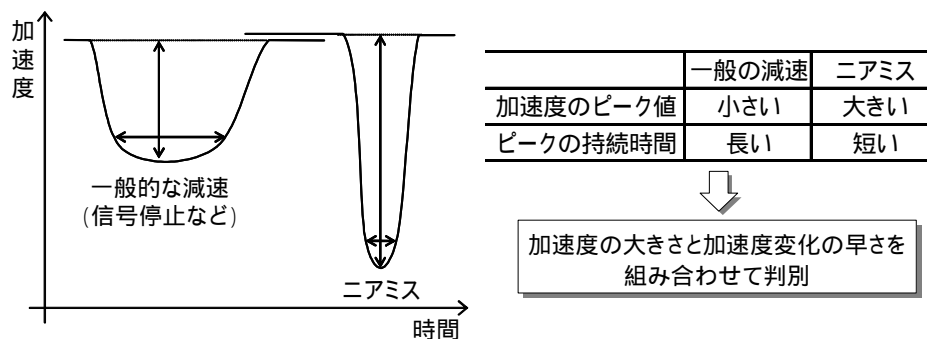 加速度
一般的な減速
(信号停止など)
ニアミス
時間
一般の減速 ニアミス
加速度のピーク値 小さい 大きい
ピークの持続時間 長い 短い
加速度の大きさと加速度変化の早さを
組み合わせて判別